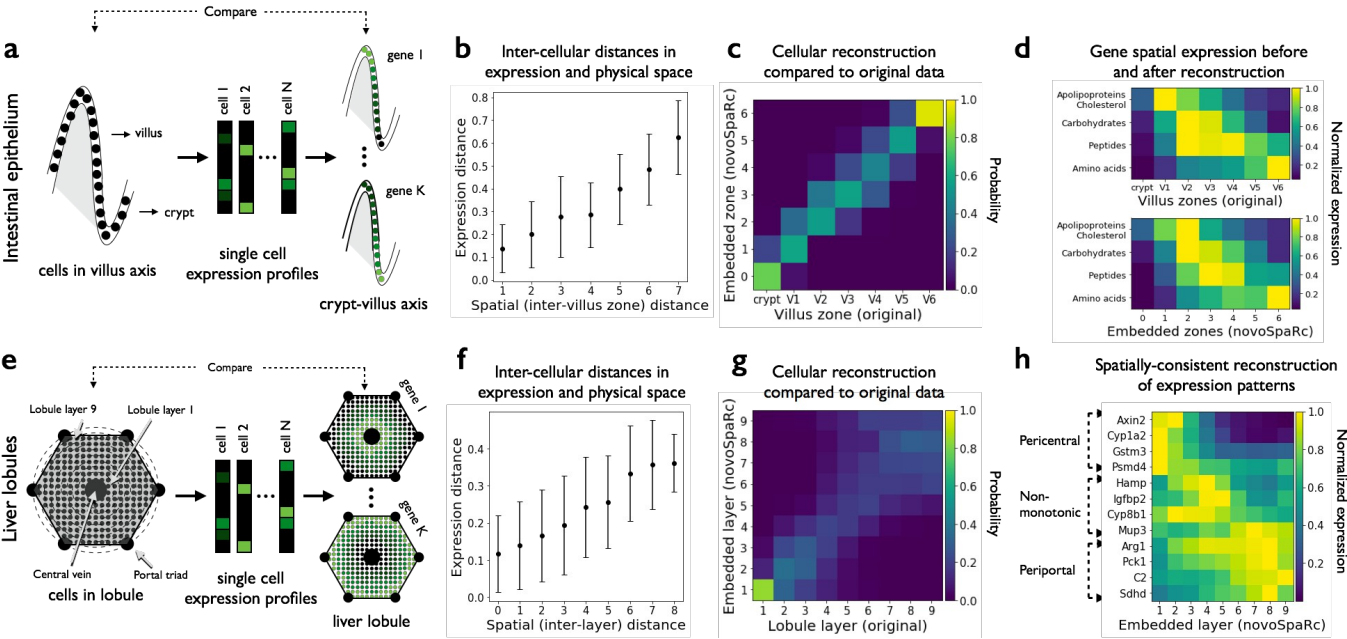 Compare
a
Intestinal epithelium
villus
crypt
cells in villus axis
cell 1
cell 2
cell N
single cell
expression profiles
gene 1
gene K
crypt-villus axis
b
Inter-cellular distances in
expression and physical space
Expression distance
0.8
0.7
0.6
0.5
0.4
0.3
0.2
0.1
0.0
1 2 3 4 5 6 7
Spatial (inter-villus zone) distance
c
Cellular reconstruction
compared to original data
Embedded zone (novoSpaRc)
6
5
4
3
2
1
0
crypt V1 V2 V3 V4 V5 V6
Villus zone (original)
1.0
0.8
0.6
0.4
0.2
0.0
Probability
d
Gene spatial expression before
and after reconstruction
Apolipoproteins
Cholesterol
Carbohydrates
Peptides
Amino acids
crypt V1 V2 V3 V4 V5 V6
Villus zones (original)
1.0
0.8
0.6
0.4
0.2
Apolipoproteins
Cholesterol
Carbohydrates
Peptides
Amino acids
0 1 2 3 4 5 6
Embedded zones (novoSpaRc)
1.0
0.8
0.6
0.4
0.2
Normalized expression
e
Compare
Liver lobules
Lobule layer 9
Lobule layer 1
Central vein
Portal triad
cells in lobule
cell 1
cell 2
cell N
single cell
expression profiles
gene 1
gene K
liver lobule
f
Inter-cellular distances in
expression and physical space
Expression distance
0.4
0.2
0.0
0 1 2 3 4 5 6 7 8
Spatial (inter-layer) distance
g
Cellular reconstruction
compared to original data
Embedded layer (novoSpaRc)
9
8
7
6
5
4
3
2
1
1 2 3 4 5 6 7 8 9
Lobule layer (original)
1.0
0.8
0.6
0.4
0.2
0.0
Probability
h
Spatially-consistent reconstruction
of expression patterns
Pericentral
Non-
monotonic
Periportal
Axin2
Cyp1a2
Gstm3
Psmd4
Hamp
Igfbp2
Cyp8b1
Mup3
Arg1
Pck1
C2
Sdhd
1 2 3 4 5 6 7 8 9
Embedded layer (novoSpaRc)
1.0
0.8
0.6
0.4
0.2
Normalized expression